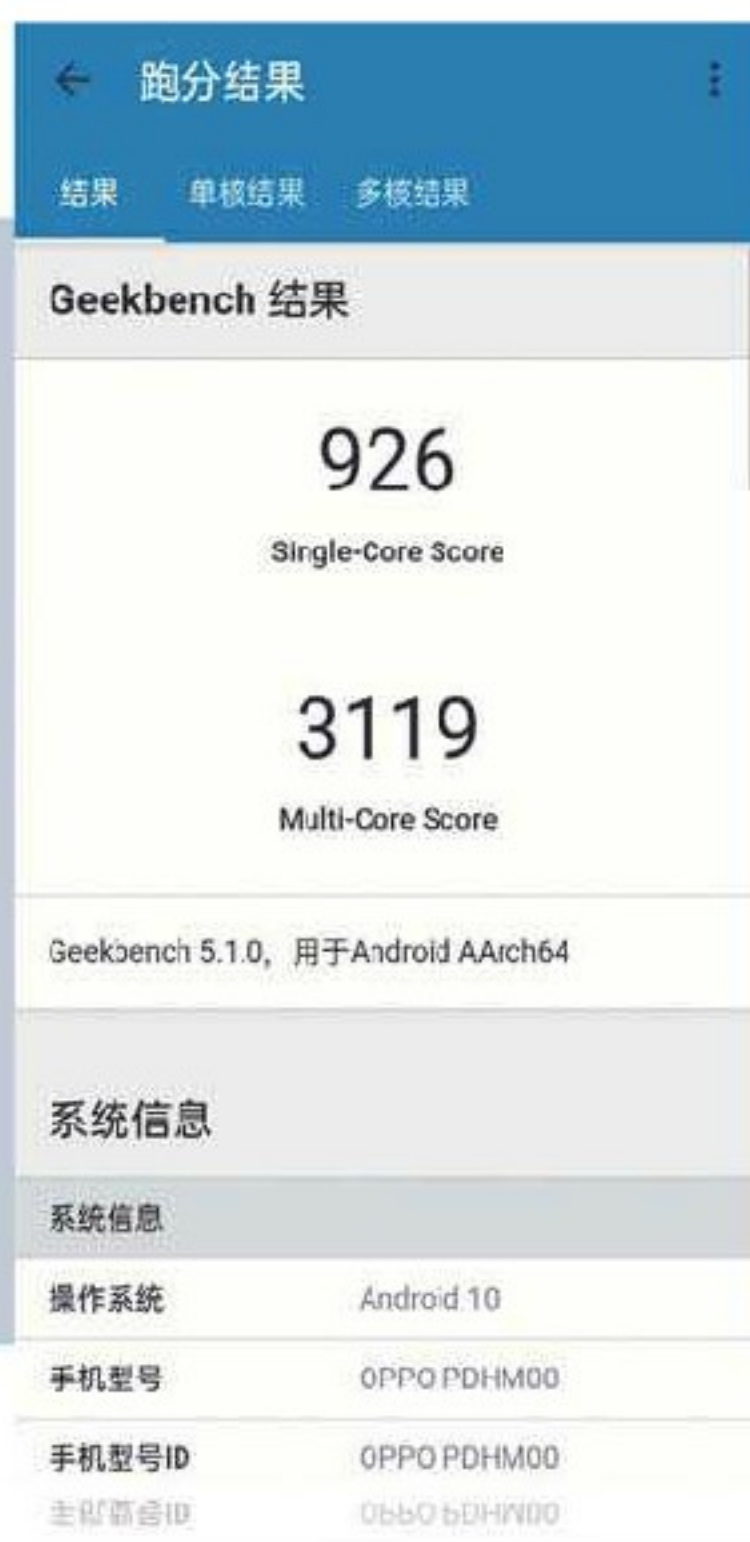 跑分结果
结果 单核结果 多核结果
Geekbench 结果
926
Single-Core Score
3119
Multi-Core Score
Geekbench 5.1.0，用于Android AArch64
系统信息
系统信息
操作系统 Android 10
手机型号 OPPO PDHM00
手机型号ID OPPO PDHM00